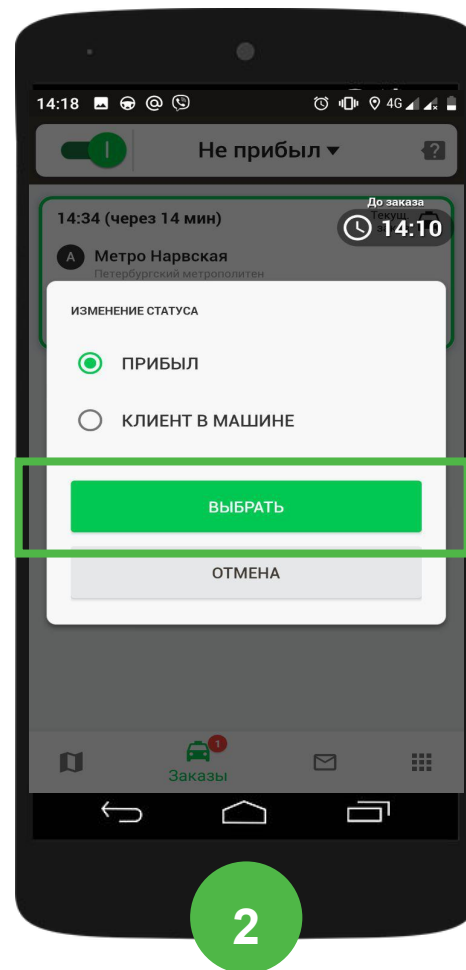 14:18 4G
Не прибыл
До заказа
14:34 (через 14 мин) Текущ.
14:10
А Метро Нарвская
Петербургский метрополитен
ИЗМЕНЕНИЕ СТАТУСА
ПРИБЫЛ
КЛИЕНТ В МАШИНЕ
ВЫБРАТЬ
ОТМЕНА
1
Заказы
2